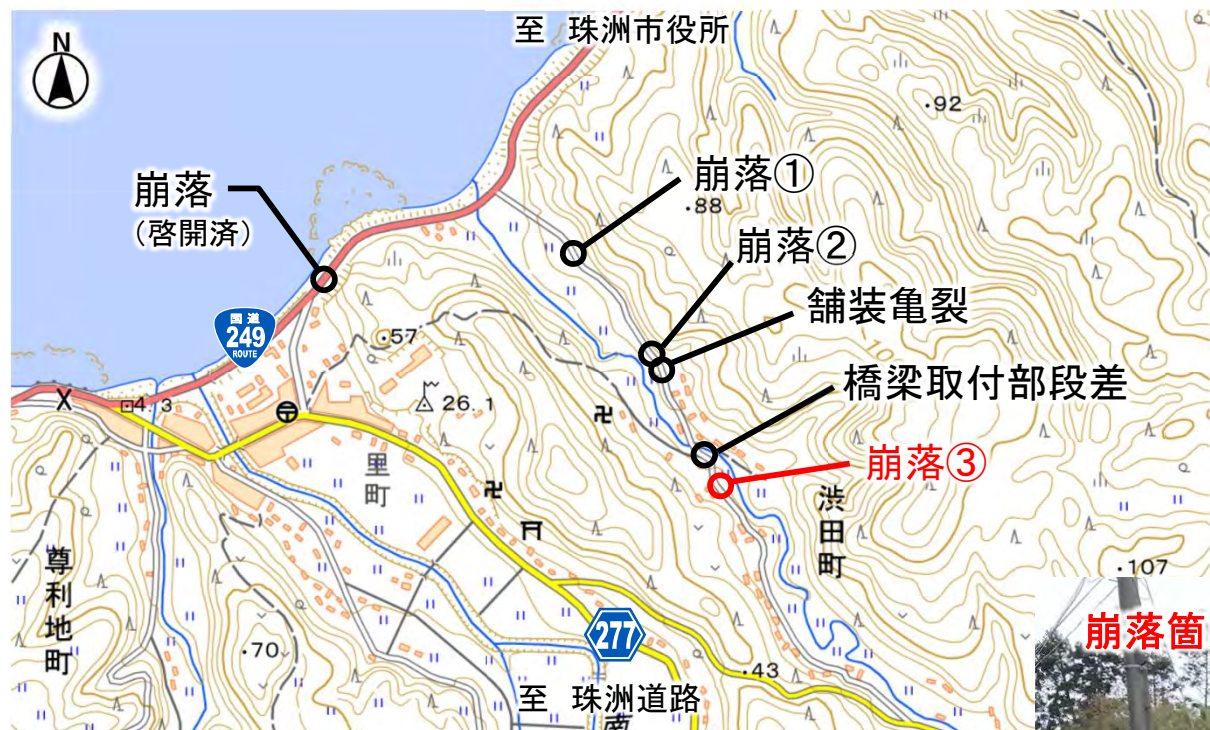 至 珠洲市役所
N
・92
崩落①
崩落
(啓開済)
・88
崩落②
舗装亀裂
国道
249
ROUTE
・57
橋梁取付部段差
4.3
26.1
崩落③
里町
渋田町
尊利地町
・107
崩落箇
277
・70
・43
至 珠洲道路